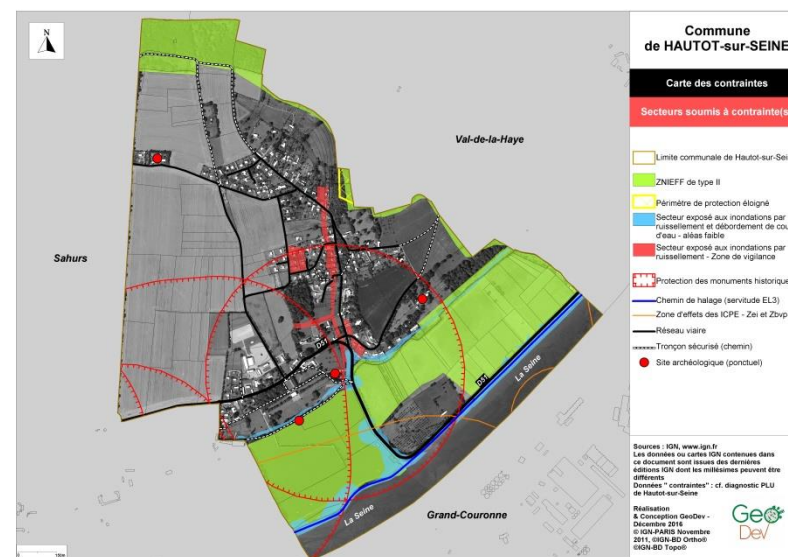 N
Val-de-la-Haye
Sahurs
D51
D51
La Seine
La Seine
Grand-Couronne
Commune
de HAUTOT-sur-SEINE
Carte des contraintes
Secteurs soumis à contrainte(s
Limite communale de Hautot-sur-Sei
ZNIEFF de type II
Périmètre de protection éloigné
Secteur exposé aux inondations par
ruissellement et débordement de cou
d'eau - aléas faible
Secteur exposé aux inondations par
ruissellement - Zone de vigilance
Protection des monuments historique
Chemin de halage (servitude EL3)
Zone d'effets des ICPE - Zei et Zbvp
Réseau viaire
Tronçon sécurisé (chemin)
Site archéologique (ponctuel)
Sources : IGN, www.ign.fr
Les données ou cartes IGN contenues dans
ce document sont issues des dernières
éditions IGN dont les millésimes peuvent être
différents
Données " contraintes" : cf. diagnostic PLU
de Hautot-sur-Seine
Réalisation
& Conception GeoDev -
Décembre 2016
© IGN-PARIS Novembre
2011, ©IGN-BD Ortho®
©IGN-BD Topo®
Geo
Dev